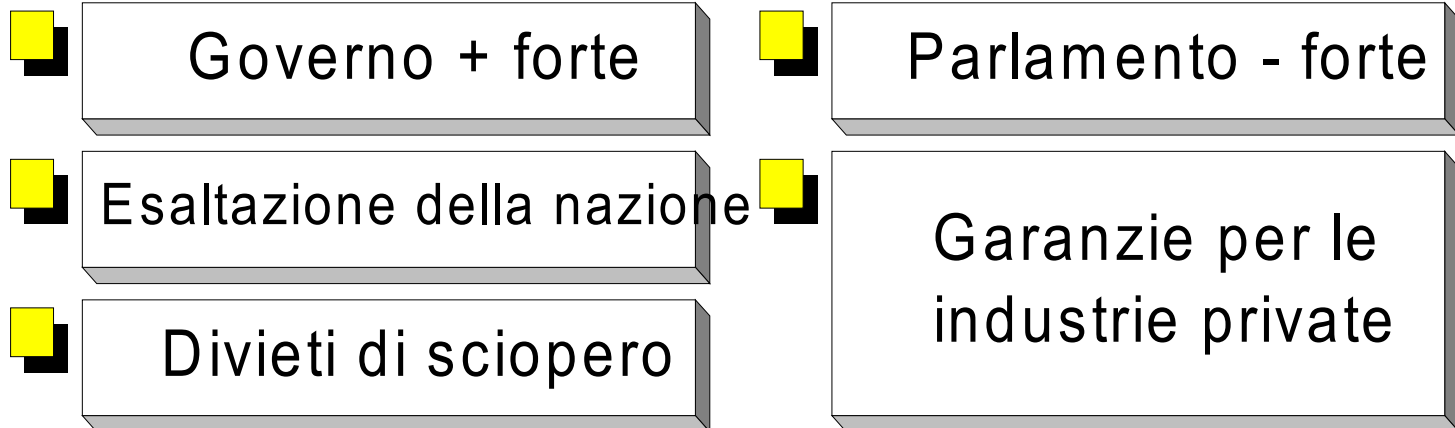 Governo + forte
Esaltazione della nazione
Divieti di sciopero
Parlamento - forte
Garanzie per le
industrie private